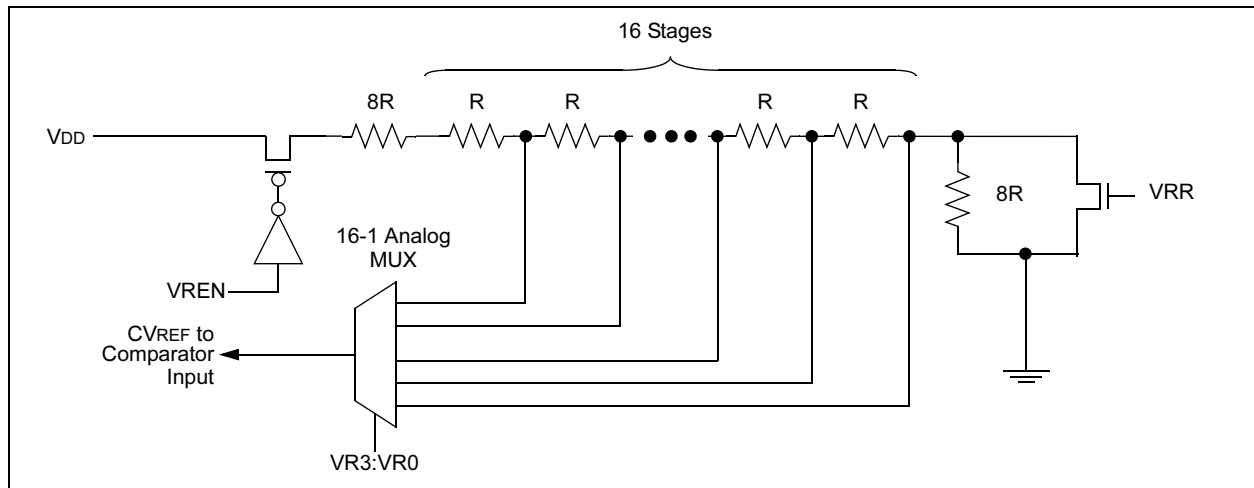 16 Stages
8R R R R R
VDD
8R
VRR
16-1 Analog
MUX
VREN
CVREF to
Comparator
Input
VR3:VR0